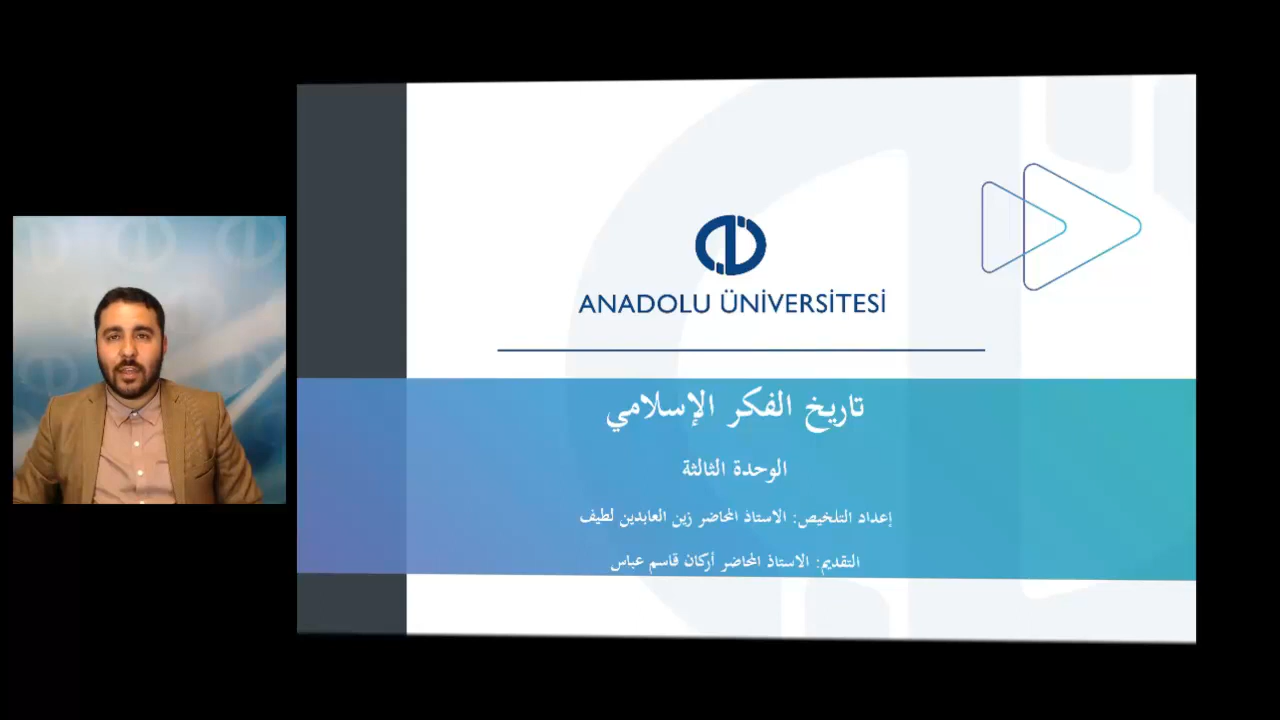 ANADOLU ÜNİVERSİTESİ
تاريخ الفكر الإسلامي
الوحدة الثالثة
إعداد التلخيص: الاستاذ المحاضر زين العابدين لطيف
التقديم: الاستاذ المحاضر أركان قاسم عباس